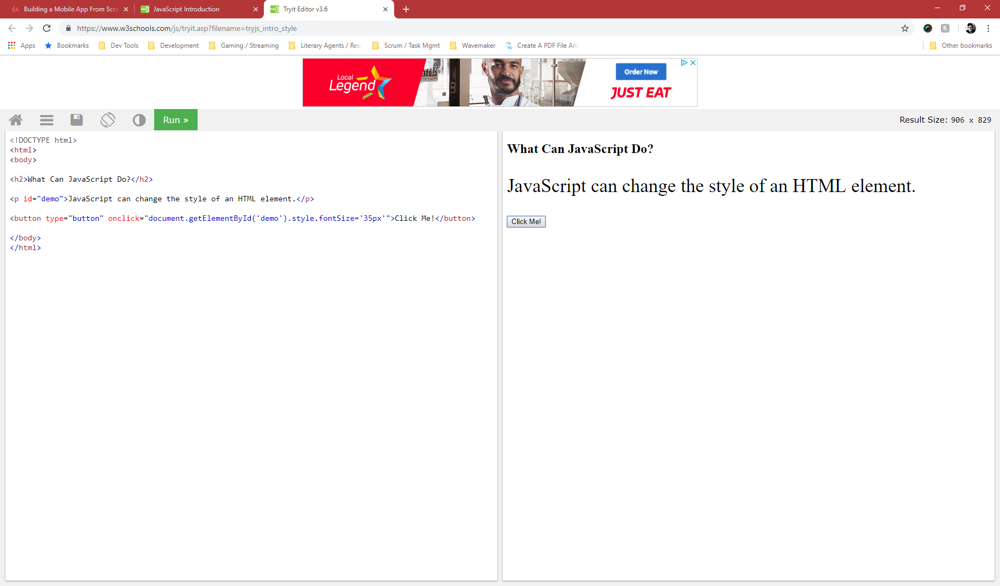 Building a Mobile App From Scra
JavaScript Introduction
Tryit Editor v3.6
https://www.w3schools.com/js/tryit.asp?filename=tryjs_intro_style
Apps
Bookmarks
Dev Tools
Development
Gaming / Streaming
Literary Agents / Reso
Scrum / Task Mgmt
Wavemaker
Create A PDF File And
Other bookmarks
Local
Legend
CLOSED
Order Now
JUST EAT
Run »
Result Size: 906 x 829
<!DOCTYPE html>
<html>
<body>
<h2>What Can JavaScript Do?</h2>
<p id="demo">JavaScript can change the style of an HTML element.</p>
<button type="button" onclick="document.getElementById('demo').style.fontSize='35px'">Click Me!</button>
</body>
</html>
What Can JavaScript Do?
JavaScript can change the style of an HTML element.
Click Me!